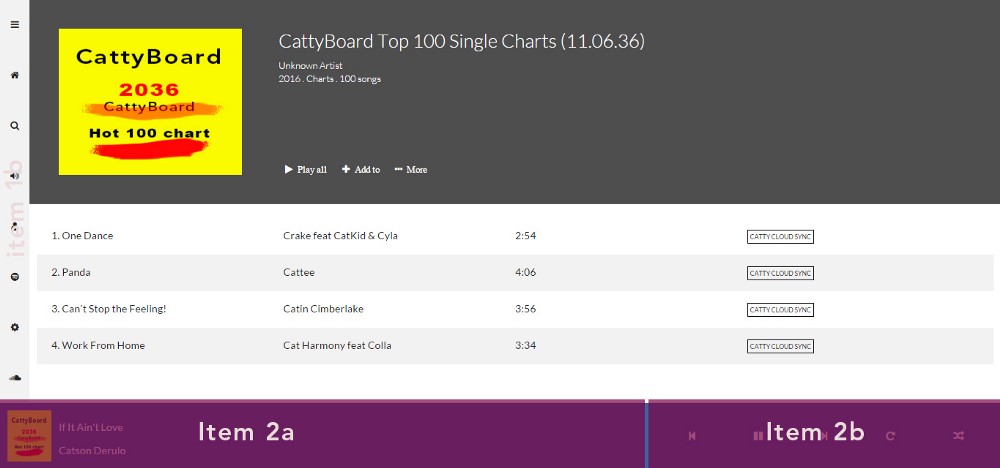 CattyBoard
2036
CattyBoard
Hot 100 chart
CattyBoard Top 100 Single Charts (11.06.36)
Unknown Artist
2016 . Charts . 100 songs
Play all Add to More
item 1b
1. One Dance Crake feat CatKid & Cyla 2:54 CATTY CLOUD SYNC
2. Panda Cattee 4:06 CATTY CLOUD SYNC
3. Can't Stop the Feeling! Catin Cimberlake 3:56 CATTY CLOUD SYNC
4. Work From Home Cat Harmony feat Colla 3:34 CATTY CLOUD SYNC
CattyBoard
2036
CattyBoard
Hot 100 chart
If It Ain't Love
Catson Derulo
Item 2a
Item 2b